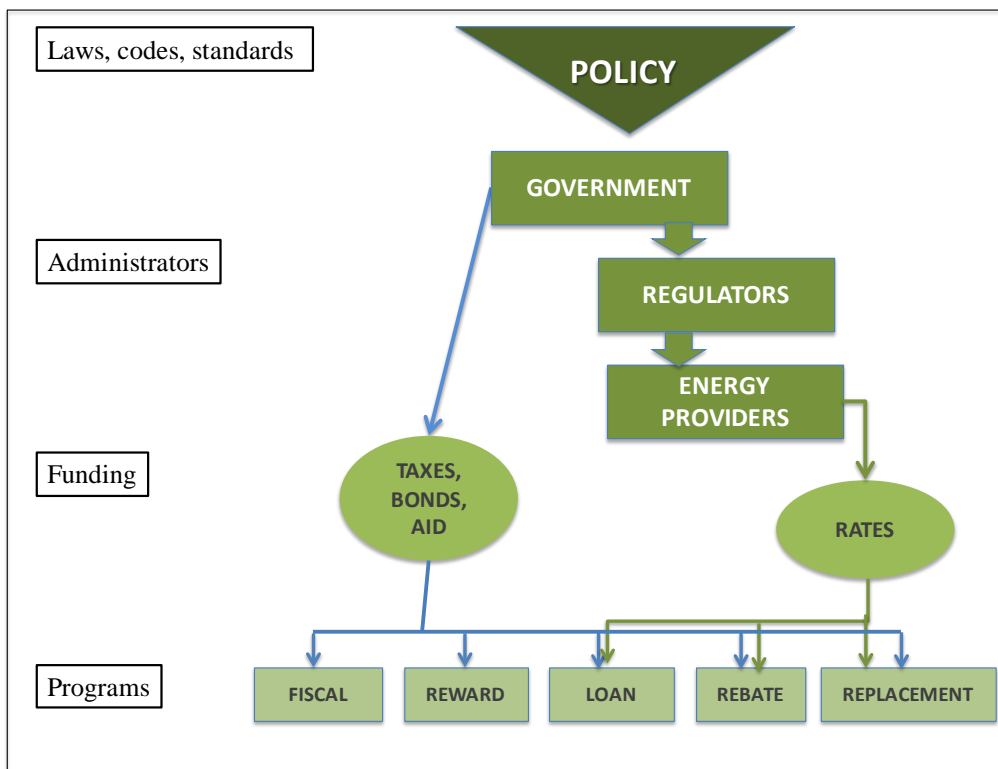 Laws, codes, standards
POLICY
GOVERNMENT
Administrators
REGULATORS
ENERGY
PROVIDERS
Funding
TAXES,
BONDS,
AID
RATES
Programs
FISCAL
REWARD
LOAN
REBATE
REPLACEMENT